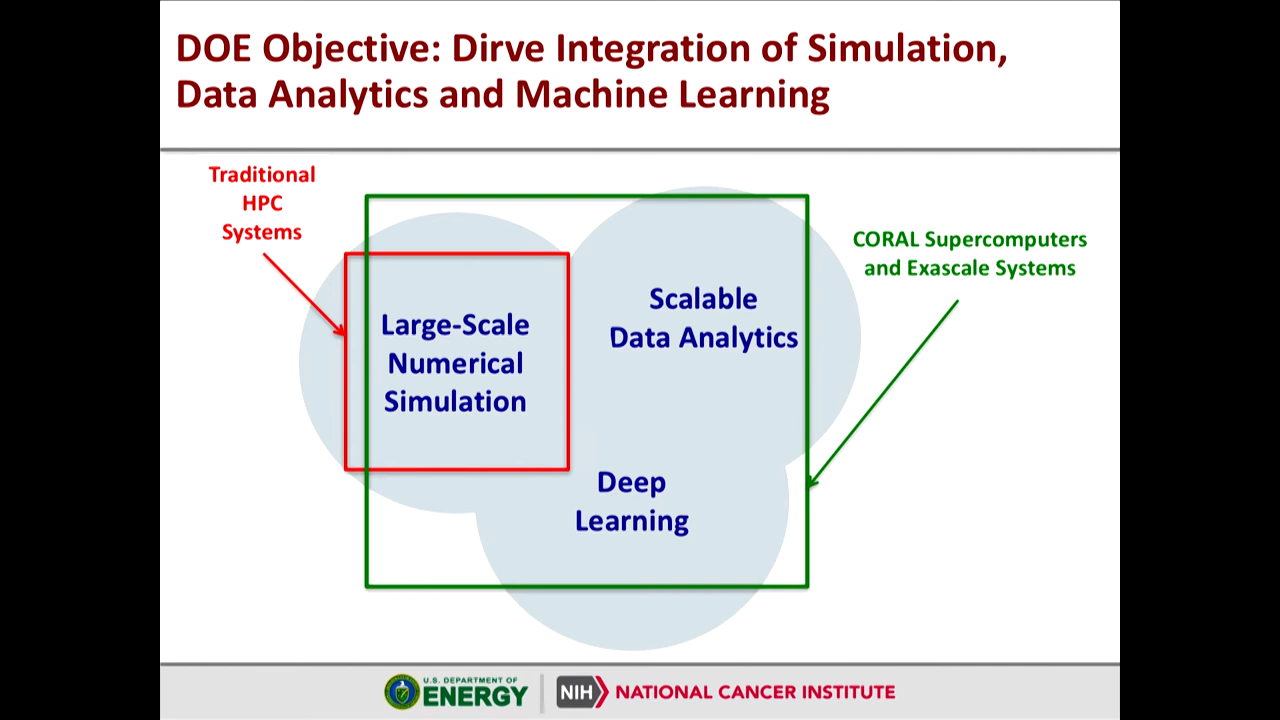 DOE Objective: Dirve Integration of Simulation,
Data Analytics and Machine Learning
Traditional
HPC
Systems
CORAL Supercomputers
and Exascale Systems
Large-Scale
Numerical
Simulation
Scalable
Data Analytics
Deep
Learning
U.S. DEPARTMENT OF
ENERGY
NIH
NATIONAL CANCER INSTITUTE